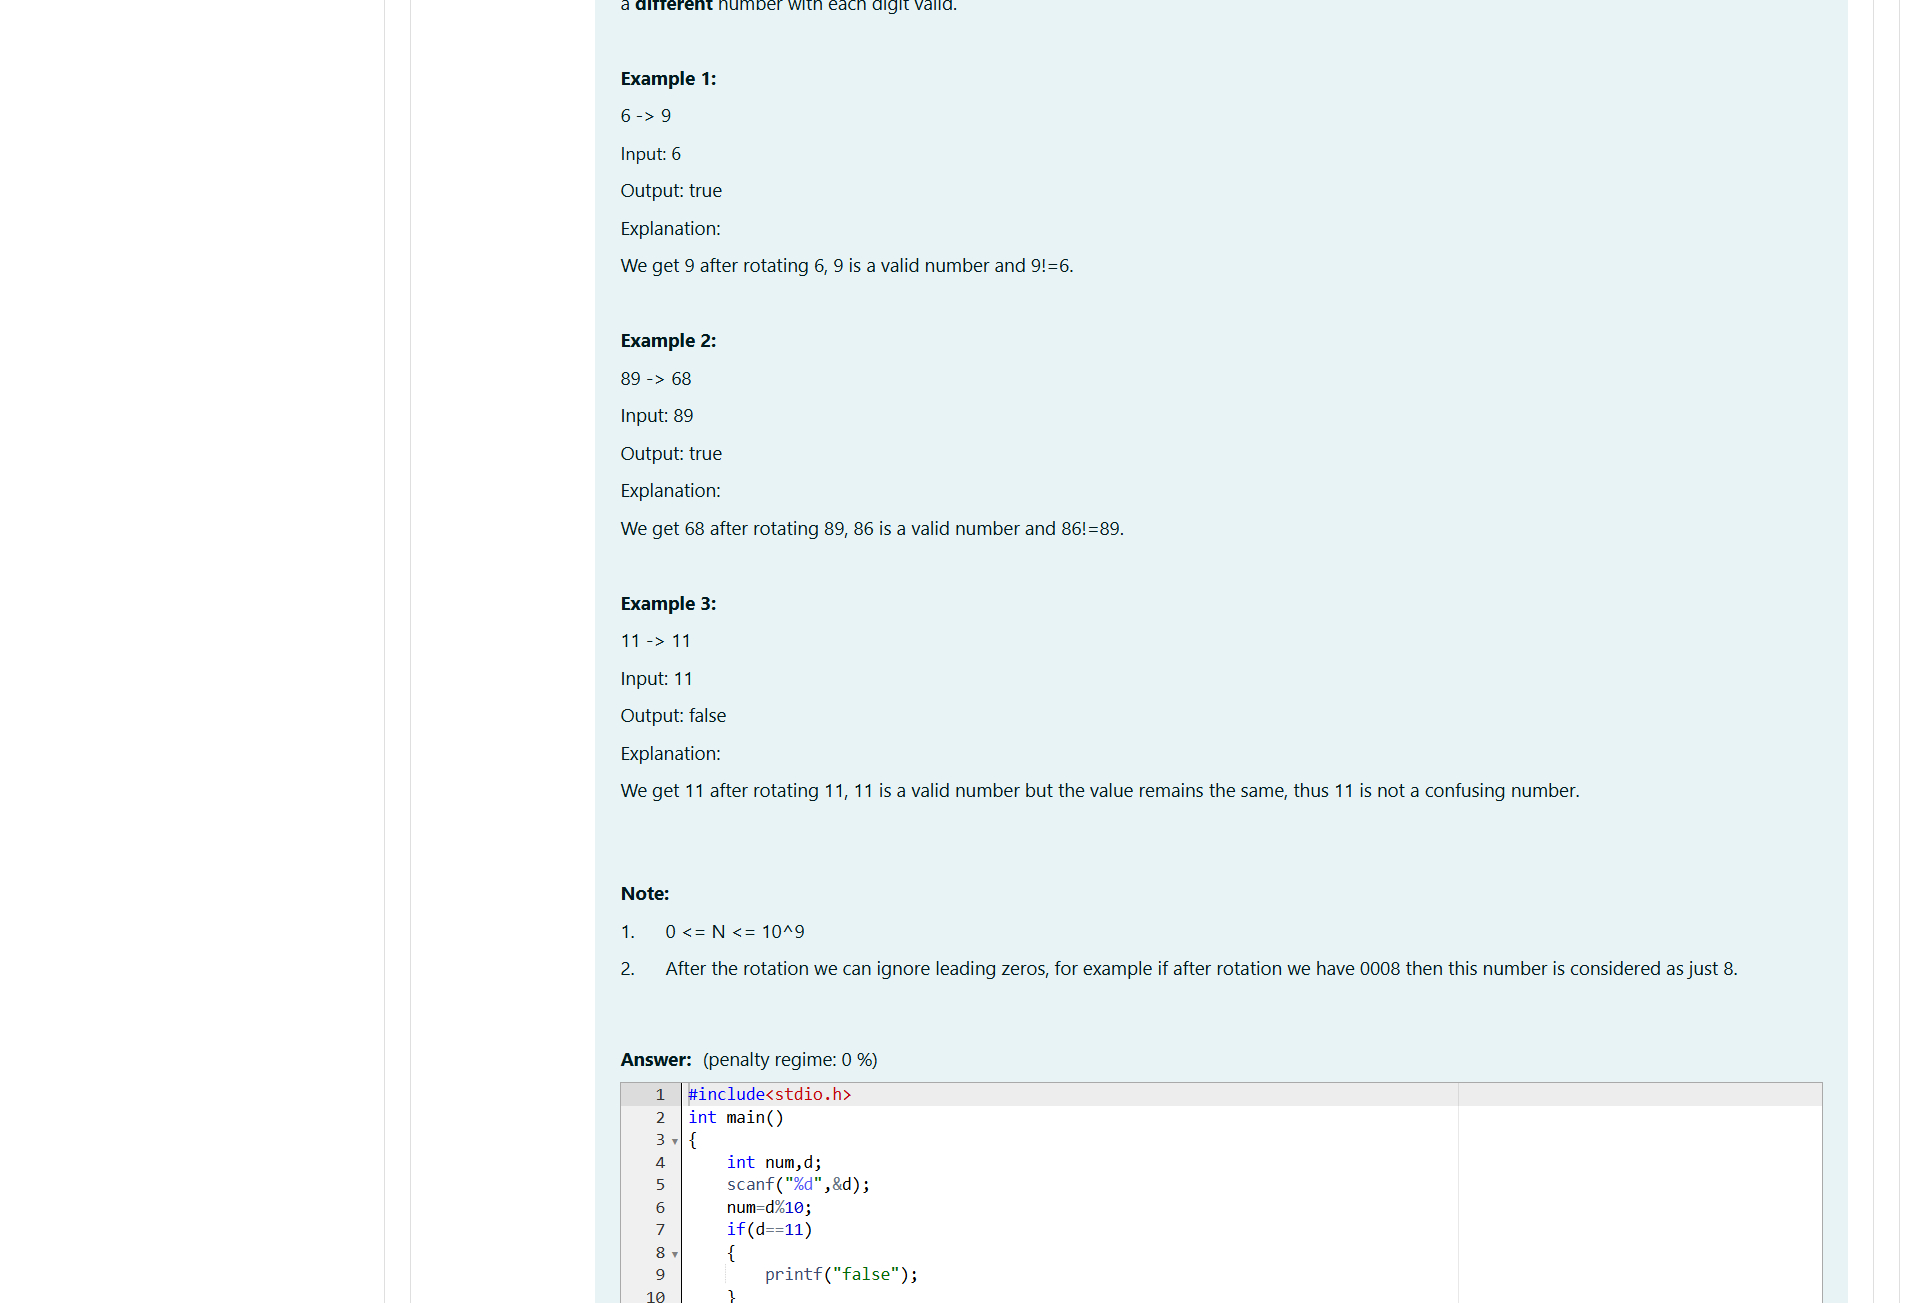 a different number with each digit valid.
Example 1:
6 -> 9
Input: 6
Output: true
Explanation:
We get 9 after rotating 6, 9 is a valid number and 9!=6.
Example 2:
89 -> 68
Input: 89
Output: true
Explanation:
We get 68 after rotating 89, 86 is a valid number and 86!=89.
Example 3:
11 -> 11
Input: 11
Output: false
Explanation:
We get 11 after rotating 11, 11 is a valid number but the value remains the same, thus 11 is not a confusing number.
Note:
1. 0 <= N <= 10^9
2. After the rotation we can ignore leading zeros, for example if after rotation we have 0008 then this number is considered as just 8.
Answer: (penalty regime: 0 %)
1 #include<stdio.h>
2 int main()
3 {
4 int num,d;
5 scanf("%d",&d);
6 num=d%10;
7 if(d==11)
8 {
9 printf("false");
10 }